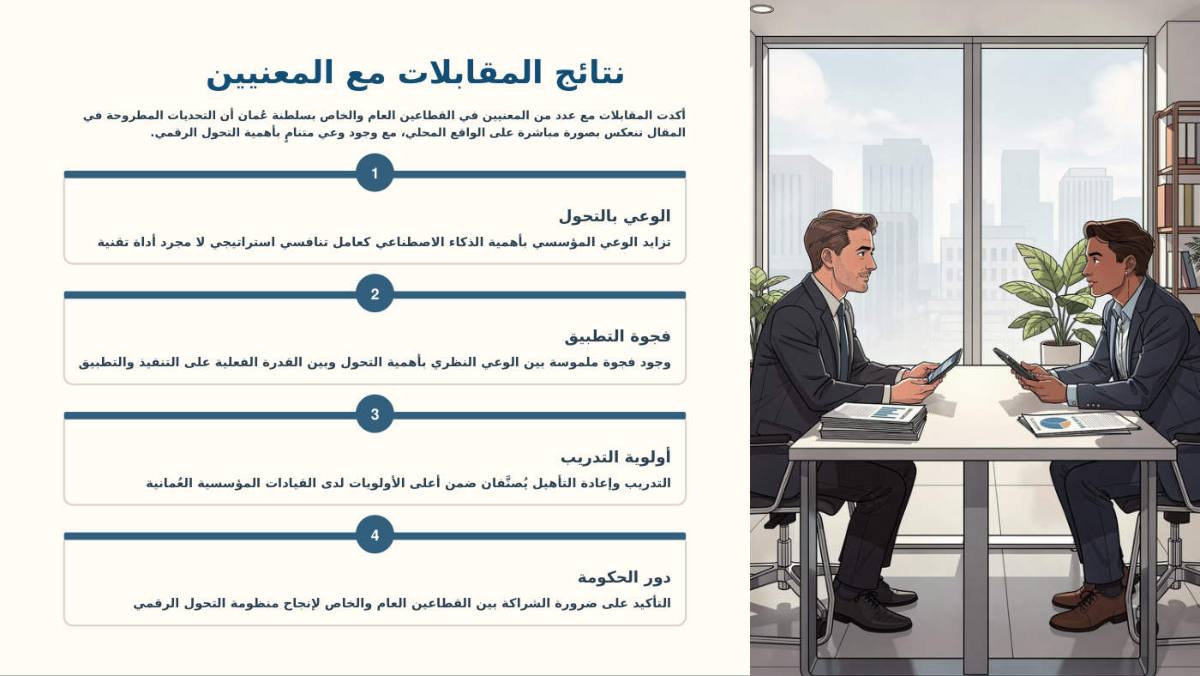 نتائج المقابلات مع المعنيين
أكدت المقابلات مع عدد من المعنيين في القطاعين العام والخاص بسلطنة عُمان أن التحديات المطروحة في
المقال تنعكس بصورة مباشرة على الواقع المحلي، مع وجود وعي متنامٍ بأهمية التحول الرقمي.
1
الوعي بالتحول
تزايد الوعي المؤسسي بأهمية الذكاء الاصطناعي كعامل تنافسي استراتيجي لا مجرد أداة تقنية
2
فجوة التطبيق
وجود فجوة ملموسة بين الوعي النظري بأهمية التحول وبين القدرة الفعلية على التنفيذ والتطبيق
3
أولوية التدريب
التدريب وإعادة التأهيل يُصنَّفان ضمن أعلى الأولويات لدى القيادات المؤسسية العُمانية
4
دور الحكومة
التأكيد على ضرورة الشراكة بين القطاعين العام والخاص لإنجاح منظومة التحول الرقمي